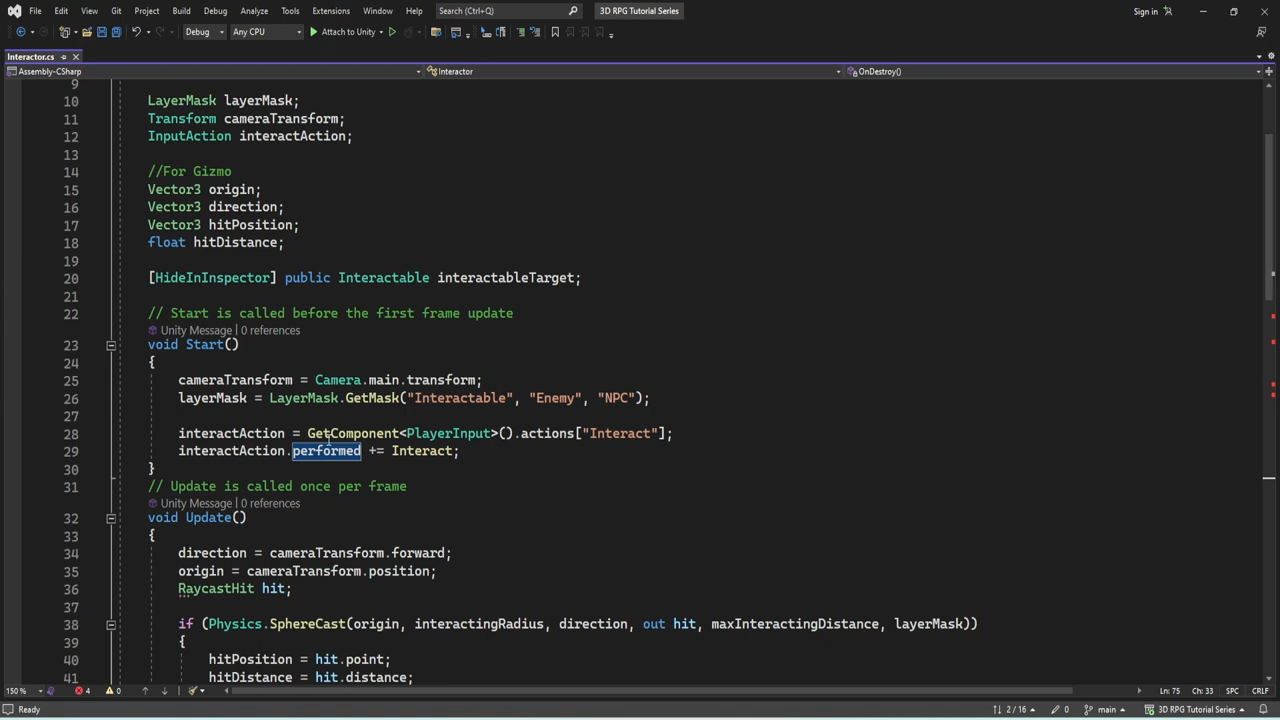 File Edit View Git Project Build Debug Analyze Tools Extensions Window Help Search (Ctrl+Q) 3D RPG Tutorial Series Sign in
Debug Any CPU Attach to Unity
Interactor.cs
Assembly-CSharp Interactor OnDestroy()
9
10 LayerMask layerMask;
11 Transform cameraTransform;
12 InputAction interactAction;
13
14 //For Gizmo
15 Vector3 origin;
16 Vector3 direction;
17 Vector3 hitPosition;
18 float hitDistance;
19
20 [HideInInspector] public Interactable interactableTarget;
21
22 // Start is called before the first frame update
Unity Message | 0 references
23 void Start()
24 {
25 cameraTransform = Camera.main.transform;
26 layerMask = LayerMask.GetMask("Interactable", "Enemy", "NPC");
27
28 interactAction = GetComponent<PlayerInput>().actions["Interact"];
29 interactAction.performed += Interact;
30 }
31 // Update is called once per frame
Unity Message | 0 references
32 void Update()
33 {
34 direction = cameraTransform.forward;
35 origin = cameraTransform.position;
36 RaycastHit hit;
37
38 if (Physics.SphereCast(origin, interactingRadius, direction, out hit, maxInteractingDistance, layerMask))
39 {
40 hitPosition = hit.point;
41 hitDistance = hit.distance;
150 % 4 0 Ln: 75 Ch: 33 SPC CRLF
Ready 2 / 16 0 main 3D RPG Tutorial Series